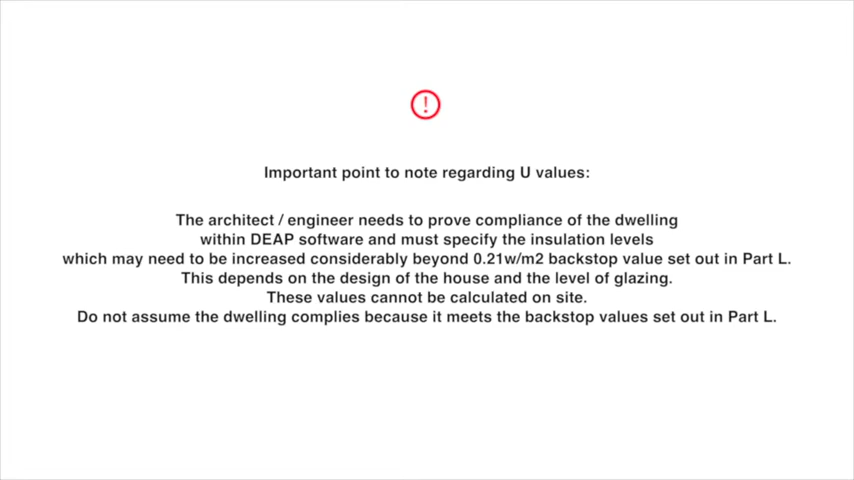 Important point to note regarding U values:
The architect / engineer needs to prove compliance of the dwelling
within DEAP software and must specify the insulation levels
which may need to be increased considerably beyond 0.21w/m2 backstop value set out in Part L.
This depends on the design of the house and the level of glazing.
These values cannot be calculated on site.
Do not assume the dwelling complies because it meets the backstop values set out in Part L.